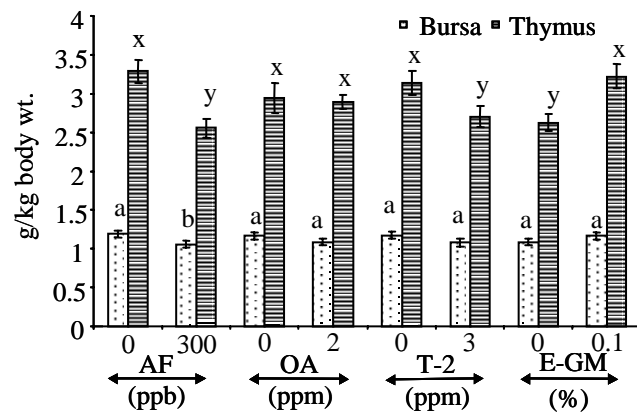 4
Bursa Thymus
3.5
3
2.5
2
1.5
1
0.5
0
g/kg body wt.
x y x x x y y x
a b a a a a a a
0 300 0 2 0 3 0 0.1
AF OA T-2 E-GM
(ppb) (ppm) (ppm) (%)